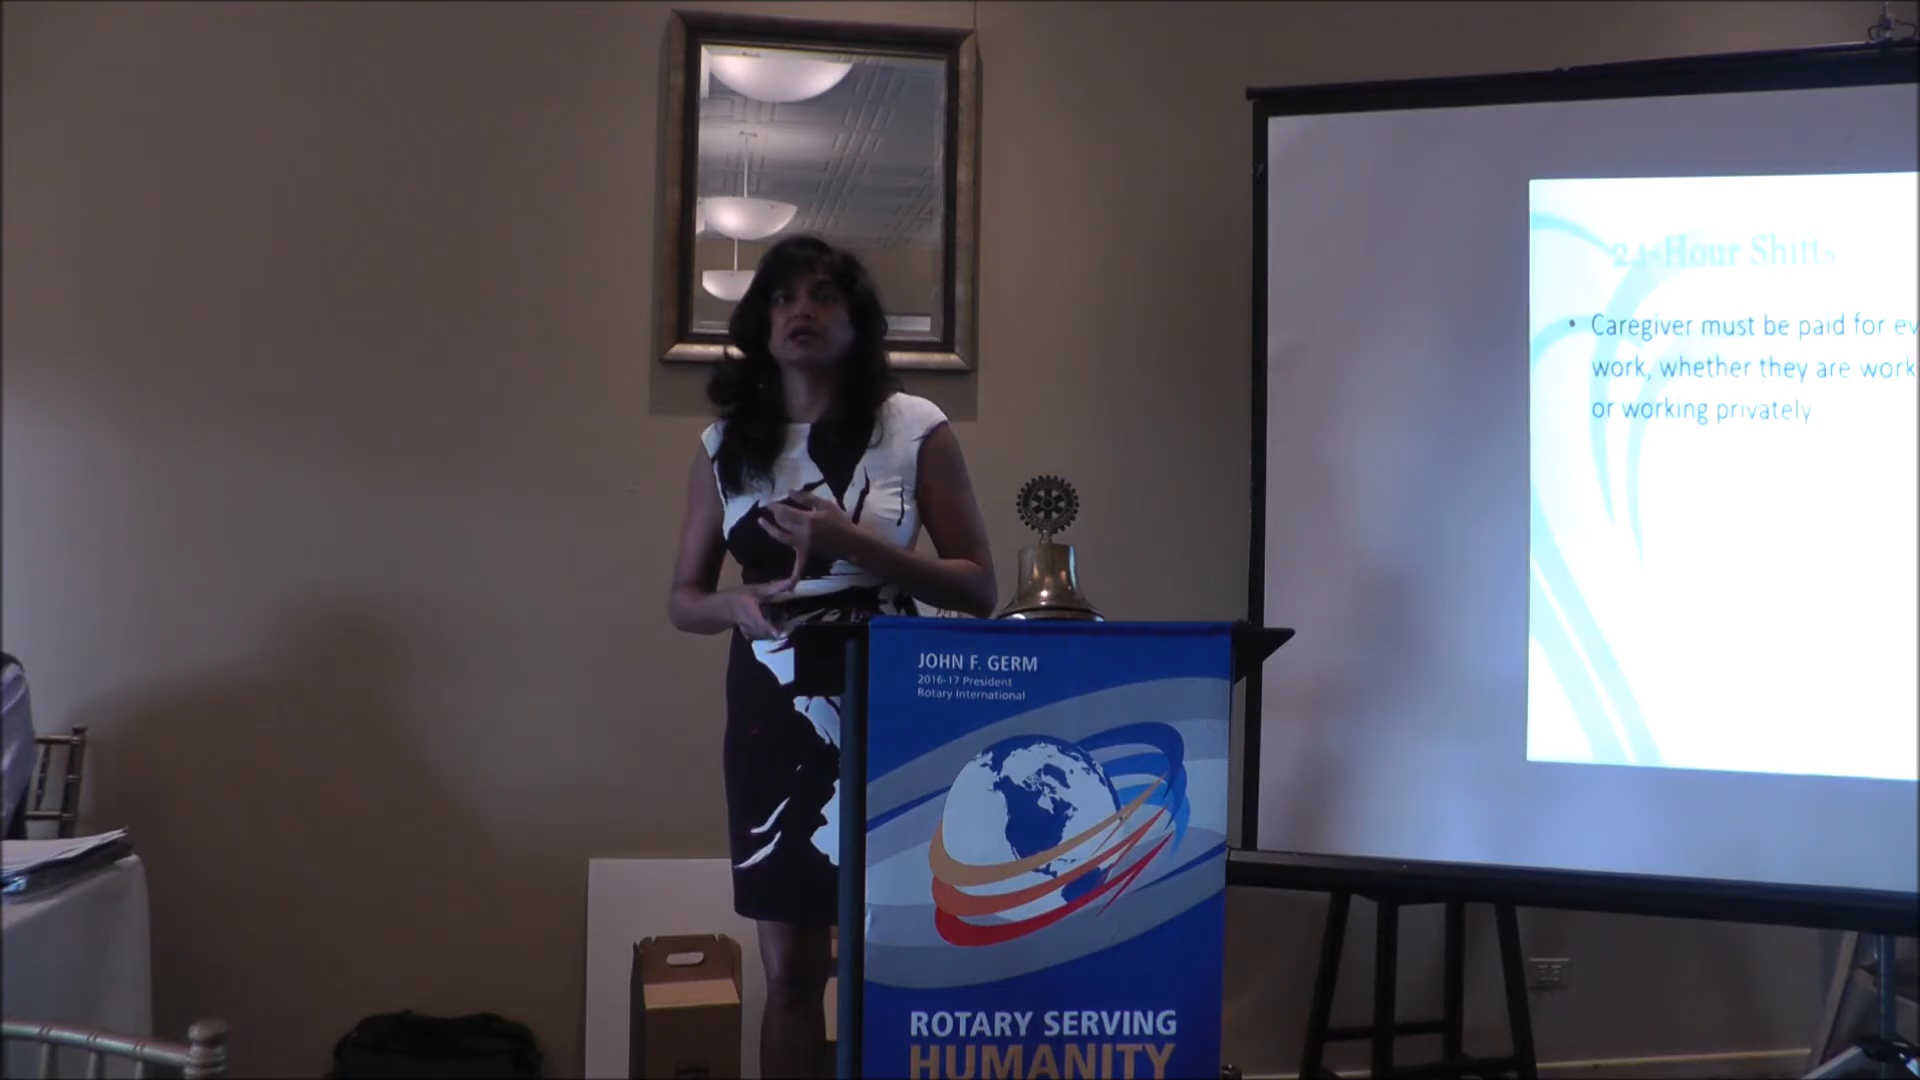 24-Hour Shifts
• Caregiver must be paid for ev
work, whether they are work
or working privately
JOHN F. GERM
2016-17 President
Rotary International
ROTARY SERVING
HUMANITY